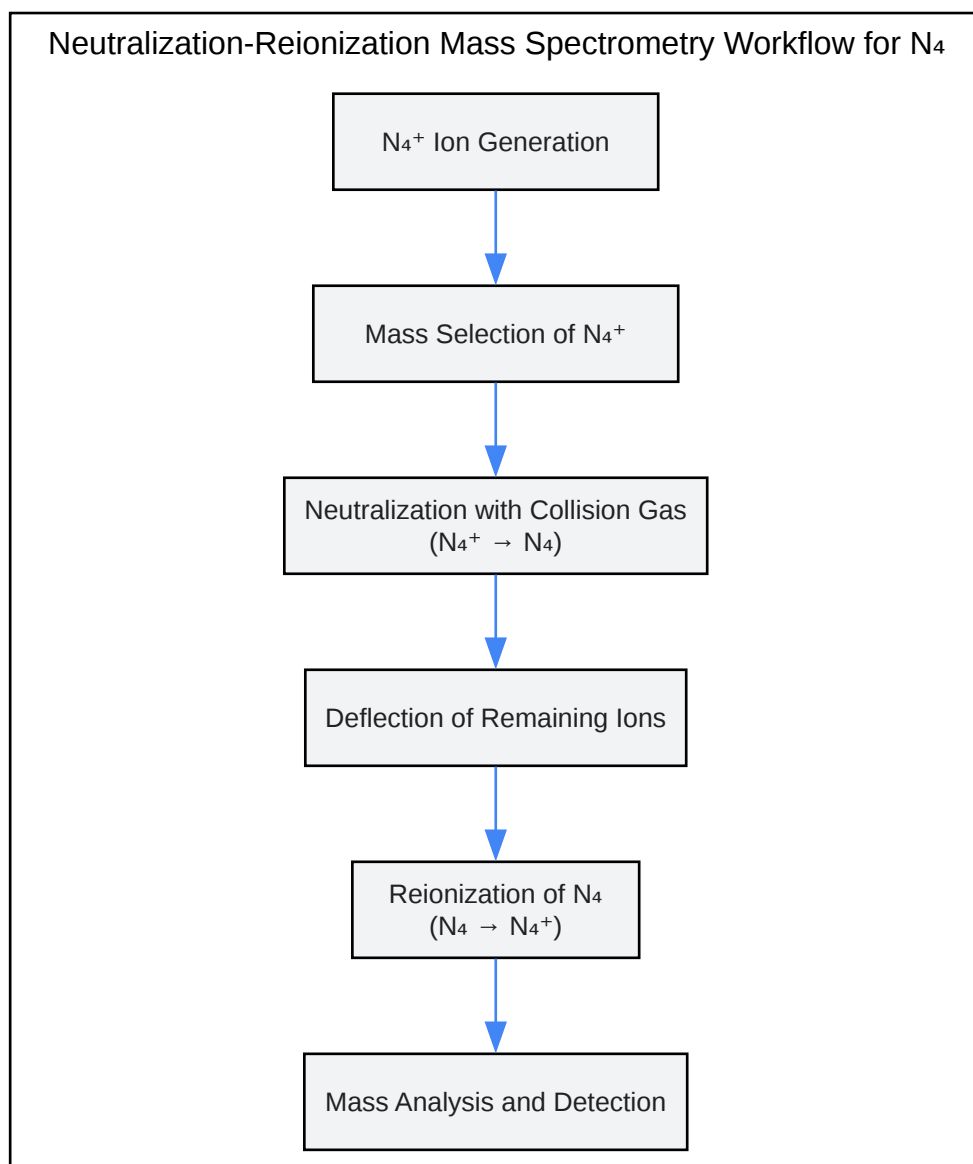 Neutralization-Reionization Mass Spectrometry Workflow for N₄
N₄⁺ Ion Generation
Mass Selection of N₄⁺
Neutralization with Collision Gas
(N₄⁺ → N₄)
Deflection of Remaining Ions
Reionization of N₄
(N₄ → N₄⁺)
Mass Analysis and Detection